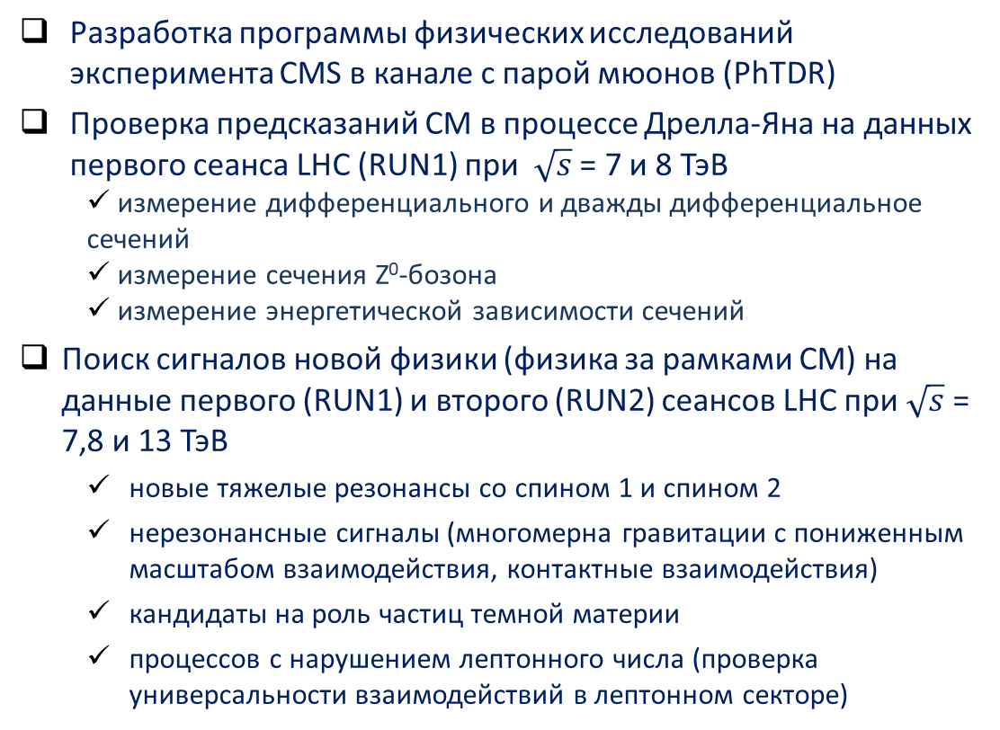 ❑ Разработка программы физических исследований
эксперимента CMS в канале с парой мюонов (PhTDR)
❑ Проверка предсказаний СМ в процессе Дрелла-Яна на данных
первого сеанса LHC (RUN1) при √s = 7 и 8 ТэВ
✓ измерение дифференциального и дважды дифференциальное
сечений
✓ измерение сечения Z⁰-бозона
✓ измерение энергетической зависимости сечений
❑ Поиск сигналов новой физики (физика за рамками СМ) на
данные первого (RUN1) и второго (RUN2) сеансов LHC при √s =
7,8 и 13 ТэВ
✓ новые тяжелые резонансы со спином 1 и спином 2
✓ нерезонансные сигналы (многомерна гравитации с пониженным
масштабом взаимодействия, контактные взаимодействия)
✓ кандидаты на роль частиц темной материи
✓ процессов с нарушением лептонного числа (проверка
универсальности взаимодействий в лептонном секторе)